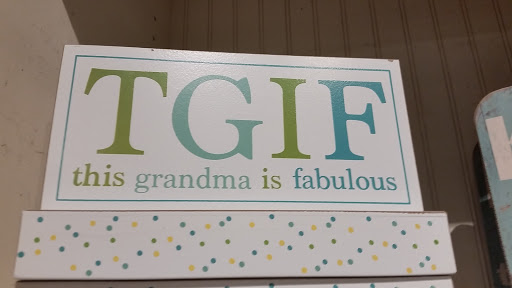 TGIF
this grandma is fabulous